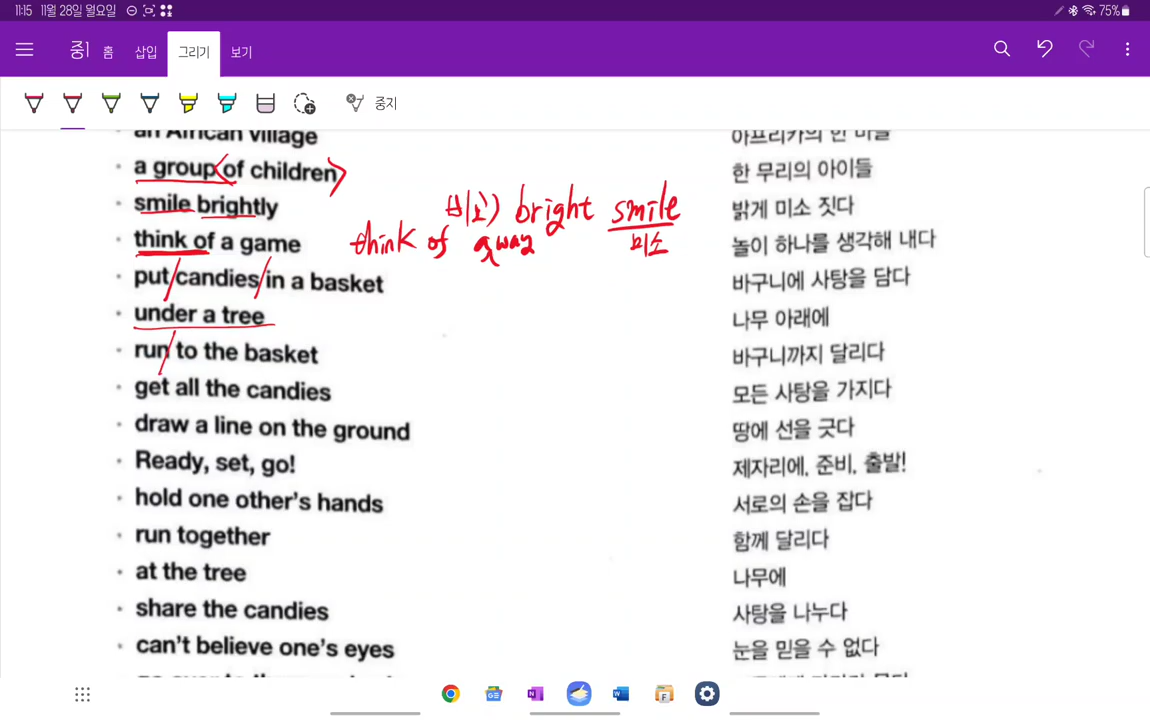 11:15 11월 28일 월요일
75%
중1 홈 삽입 그리기 보기
중지
an African village 아프리카의 한 마을
a group of children 한 무리의 아이들
비교) bright smile
smile brightly 밝게 미소 짓다
think of a way 미소
think of a game 놀이 하나를 생각해 내다
put candies in a basket 바구니에 사탕을 담다
under a tree 나무 아래에
run to the basket 바구니까지 달리다
get all the candies 모든 사탕을 가지다
draw a line on the ground 땅에 선을 긋다
Ready, set, go! 제자리에, 준비, 출발!
hold one other's hands 서로의 손을 잡다
run together 함께 달리다
at the tree 나무에
share the candies 사탕을 나누다
can't believe one's eyes 눈을 믿을 수 없다